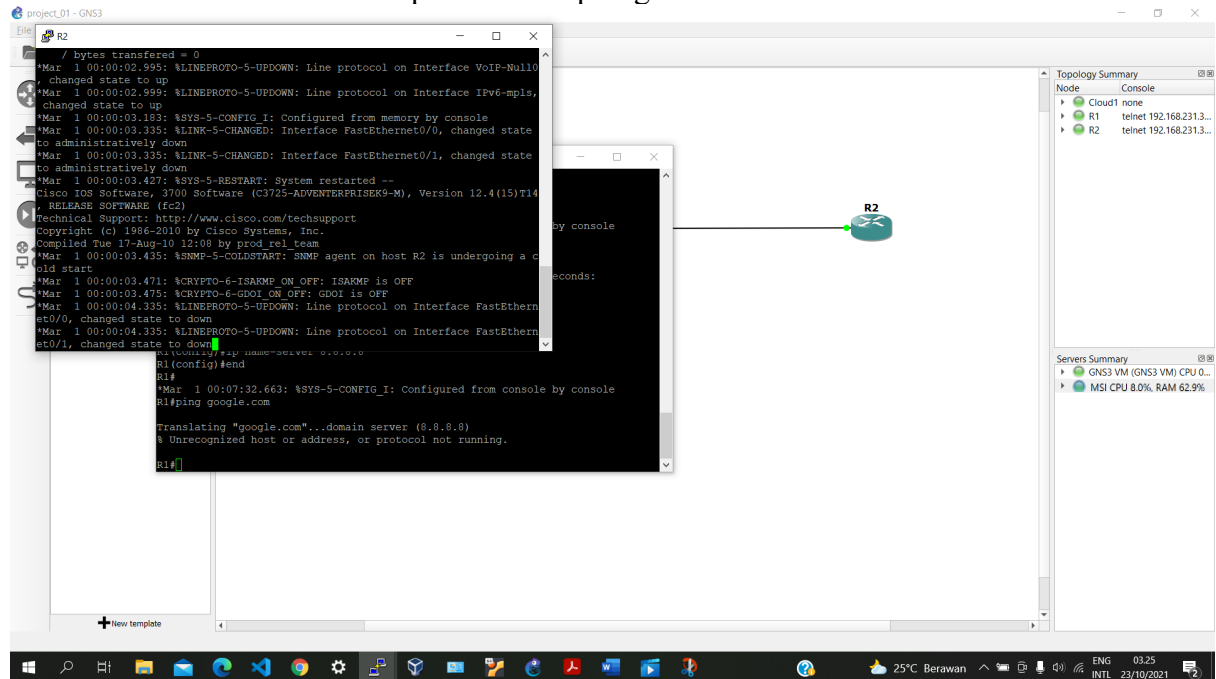 project_01 - GNS3
File
R2
/ bytes transfered = 0
*Mar  1 00:00:02.995: %LINEPROTO-5-UPDOWN: Line protocol on Interface VoIP-Null0
, changed state to up
*Mar  1 00:00:02.999: %LINEPROTO-5-UPDOWN: Line protocol on Interface IPv6-mpls,
changed state to up
*Mar  1 00:00:03.183: %SYS-5-CONFIG_I: Configured from memory by console
*Mar  1 00:00:03.335: %LINK-5-CHANGED: Interface FastEthernet0/0, changed state
to administratively down
*Mar  1 00:00:03.335: %LINK-5-CHANGED: Interface FastEthernet0/1, changed state
to administratively down
*Mar  1 00:00:03.427: %SYS-5-RESTART: System restarted --
Cisco IOS Software, 3700 Software (C3725-ADVENTERPRISEK9-M), Version 12.4(15)T14
, RELEASE SOFTWARE (fc2)
Technical Support: http://www.cisco.com/techsupport
Copyright (c) 1986-2010 by Cisco Systems, Inc.
Compiled Tue 17-Aug-10 12:08 by prod_rel_team
*Mar  1 00:00:03.435: %SNMP-5-COLDSTART: SNMP agent on host R2 is undergoing a c
old start
*Mar  1 00:00:03.471: %CRYPTO-6-ISAKMP_ON_OFF: ISAKMP is OFF
*Mar  1 00:00:03.475: %CRYPTO-6-GDOI_ON_OFF: GDOI is OFF
*Mar  1 00:00:04.335: %LINEPROTO-5-UPDOWN: Line protocol on Interface FastEthern
et0/0, changed state to down
*Mar  1 00:00:04.335: %LINEPROTO-5-UPDOWN: Line protocol on Interface FastEthern
et0/1, changed state to down
by console
econds:
R1(config)#ip name-server 8.8.8.8
R1(config)#end
R1#
*Mar  1 00:07:32.663: %SYS-5-CONFIG_I: Configured from console by console
R1#ping google.com
Translating "google.com"...domain server (8.8.8.8)
% Unrecognized host or address, or protocol not running.
R1#
R2
Topology Summary
Node Console
Cloud1 none
R1 telnet 192.168.231.3...
R2 telnet 192.168.231.3...
Servers Summary
GNS3 VM (GNS3 VM) CPU 0...
MSI CPU 8.0%, RAM 62.9%
New template
25°C Berawan
ENG
INTL
03.25
23/10/2021
2